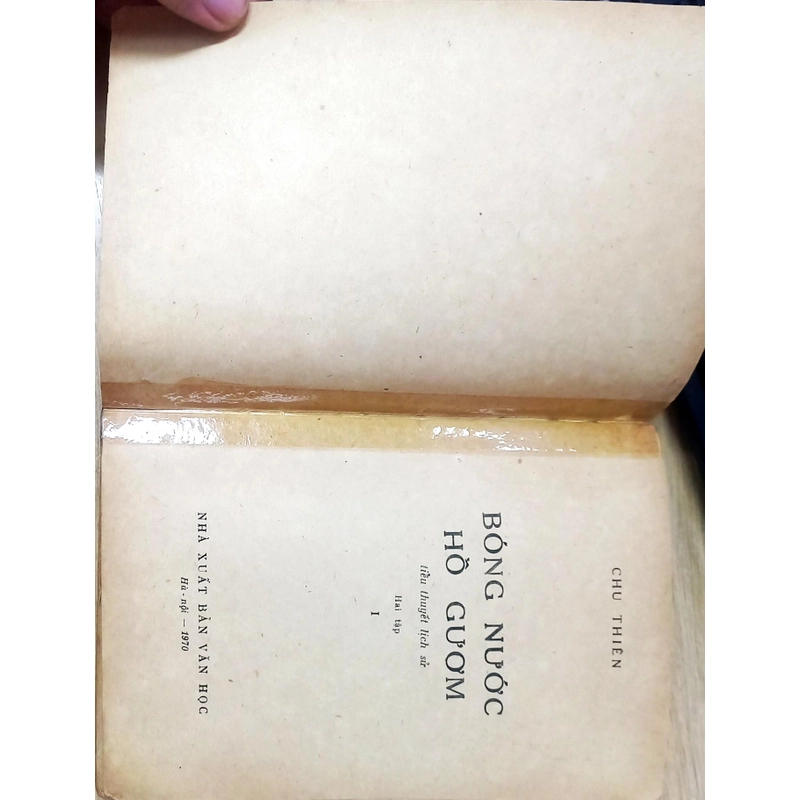 CHU THIÊN
BÓNG NƯỚC
HỒ GƯƠM
tiểu thuyết lịch sử
Hai tập
I
NHÀ XUẤT BẢN VĂN HỌC
Hà-nội — 1970